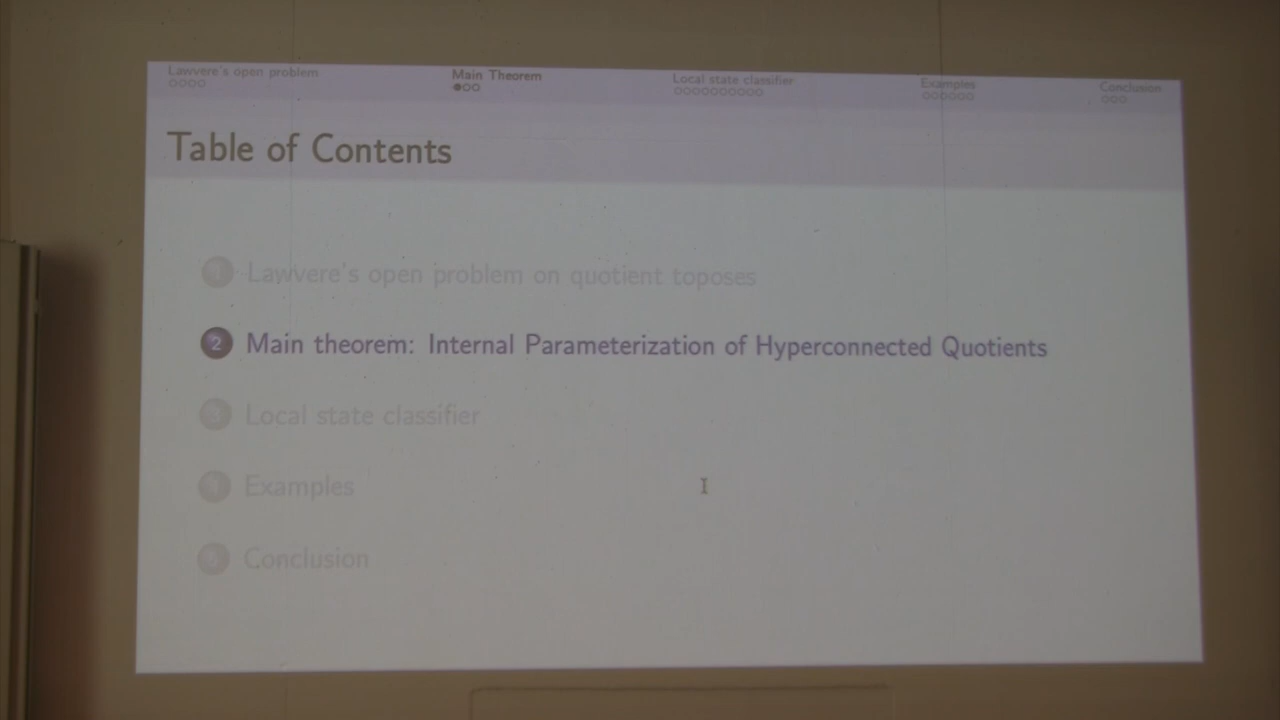 Lawvere's open problem
Main Theorem
Local state classifier
Examples
Conclusion
Table of Contents
1 Lawvere's open problem on quotient toposes
2 Main theorem: Internal Parameterization of Hyperconnected Quotients
3 Local state classifier
4 Examples
5 Conclusion